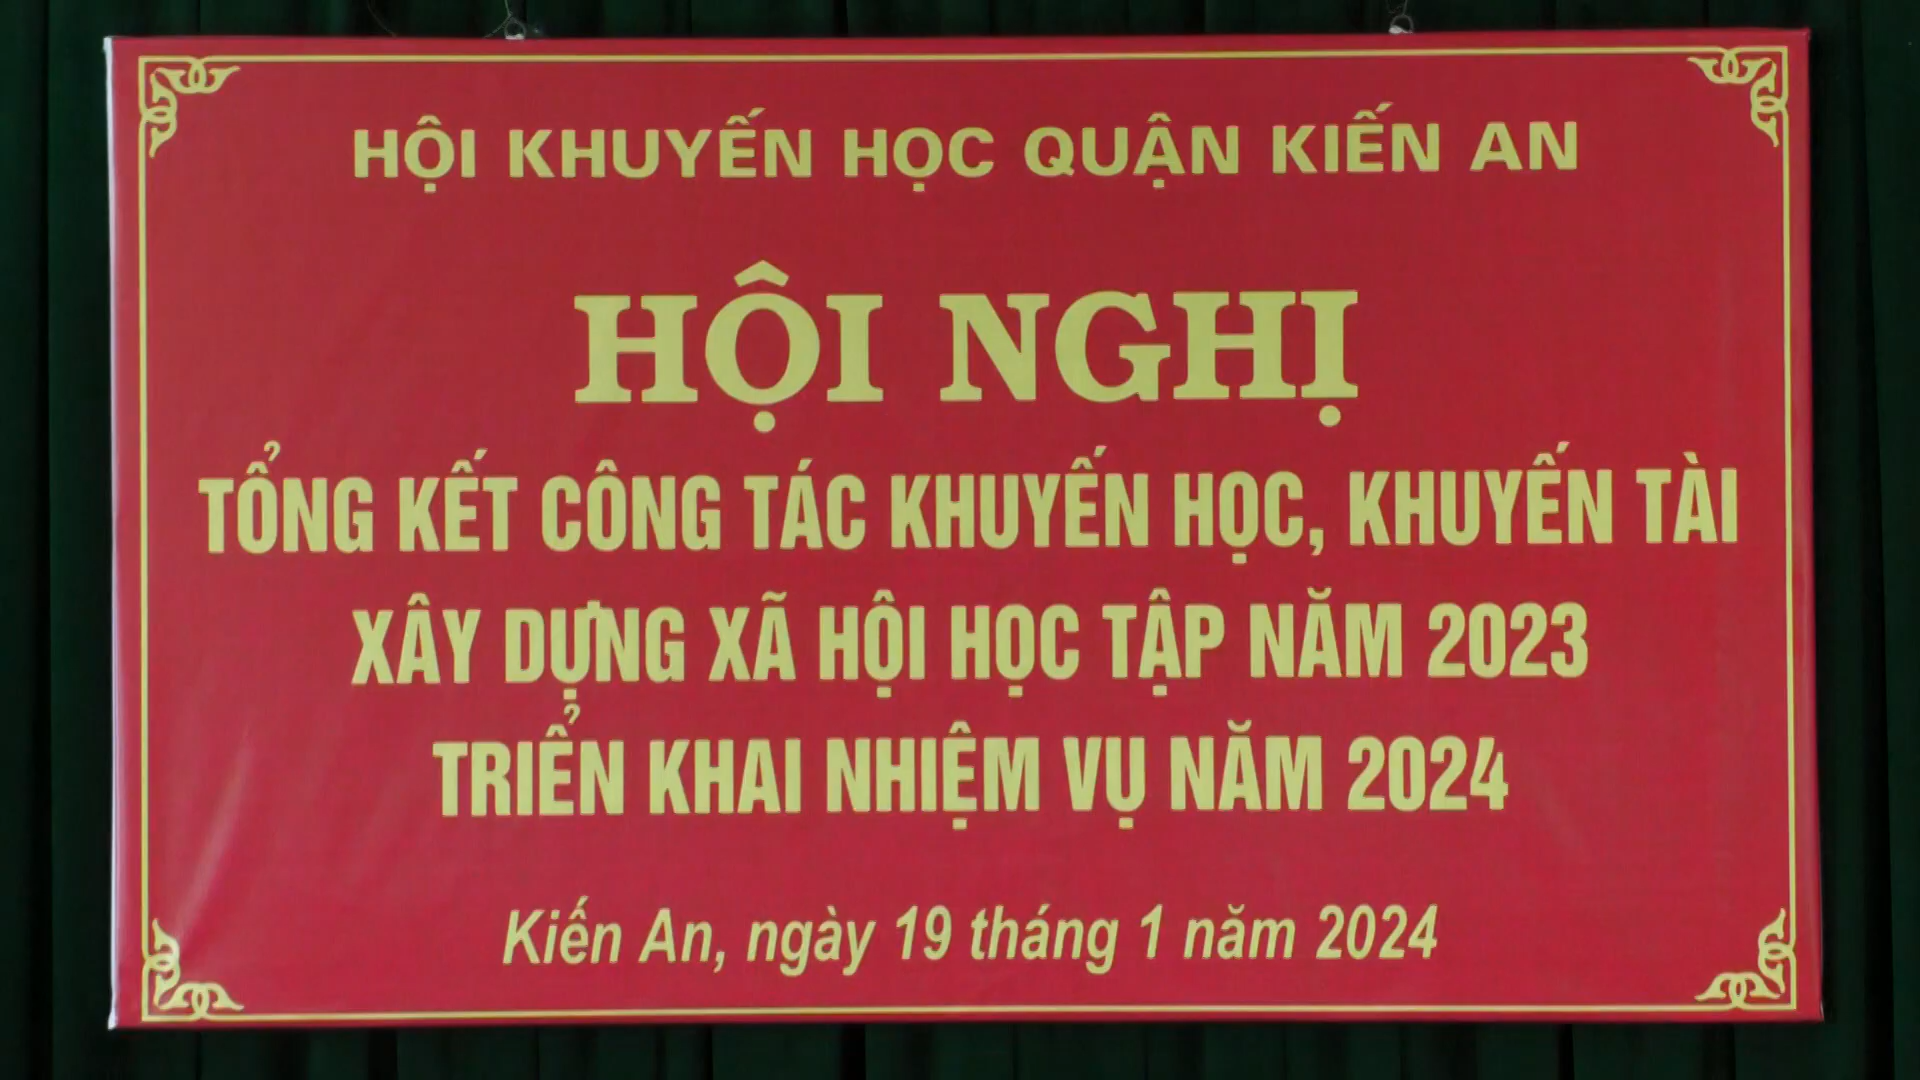 HỘI KHUYẾN HỌC QUẬN KIẾN AN
HỘI NGHỊ
TỔNG KẾT CÔNG TÁC KHUYẾN HỌC, KHUYẾN TÀI
XÂY DỰNG XÃ HỘI HỌC TẬP NĂM 2023
TRIỂN KHAI NHIỆM VỤ NĂM 2024
Kiến An, ngày 19 tháng 1 năm 2024